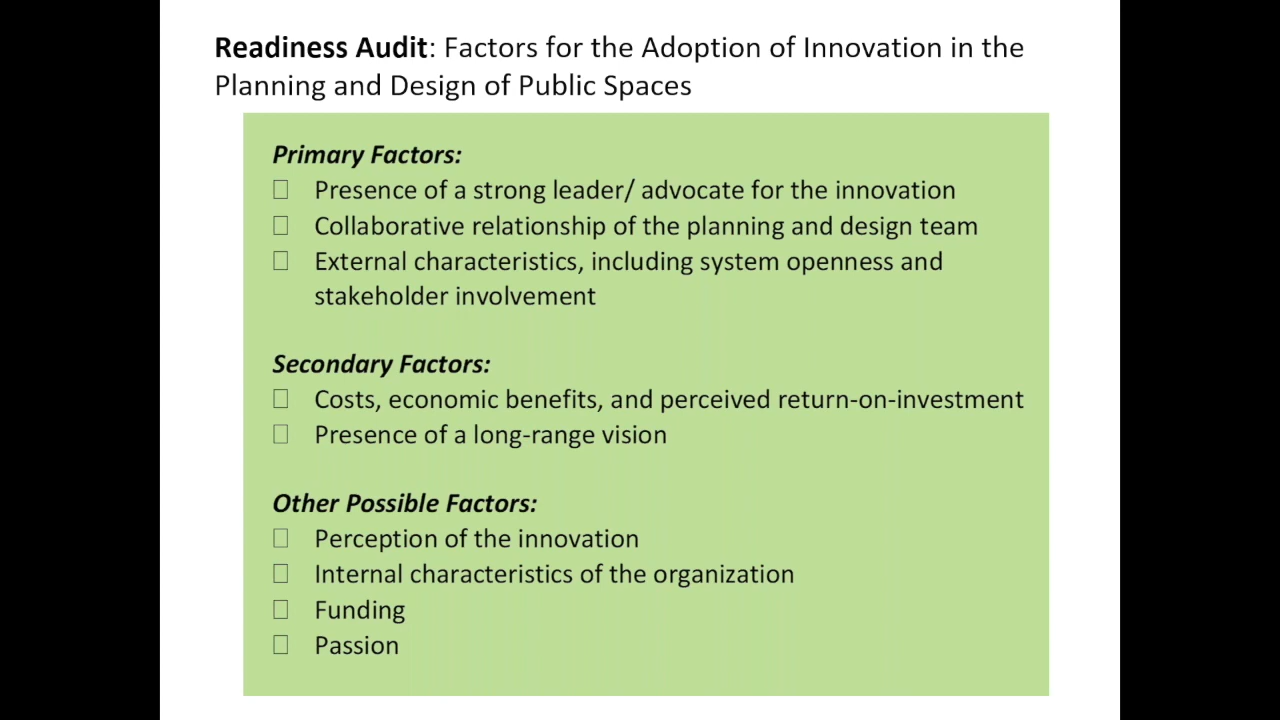 Readiness Audit: Factors for the Adoption of Innovation in the
Planning and Design of Public Spaces
Primary Factors:
☐ Presence of a strong leader/ advocate for the innovation
☐ Collaborative relationship of the planning and design team
☐ External characteristics, including system openness and
stakeholder involvement
Secondary Factors:
☐ Costs, economic benefits, and perceived return-on-investment
☐ Presence of a long-range vision
Other Possible Factors:
☐ Perception of the innovation
☐ Internal characteristics of the organization
☐ Funding
☐ Passion